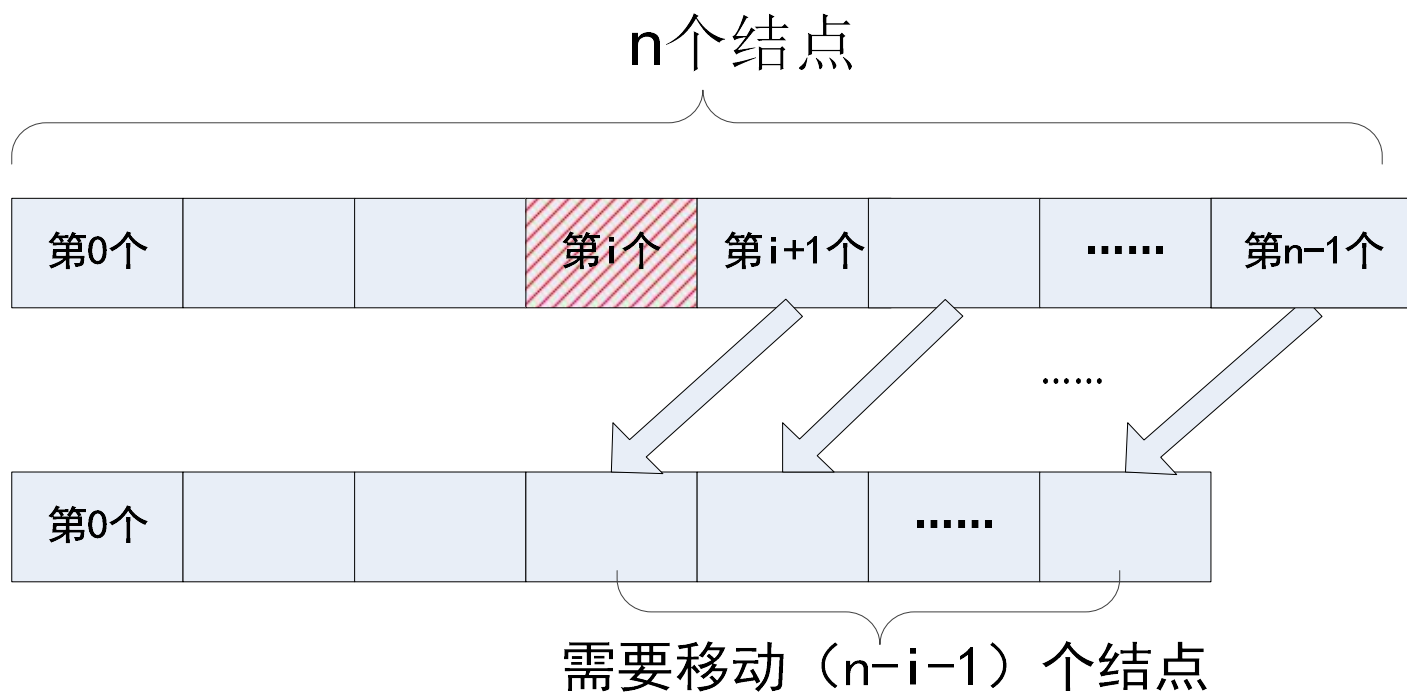 n个结点
第0个 第i个 第i+1个 …… 第n-1个
……
第0个 ……
需要移动（n-i-1）个结点